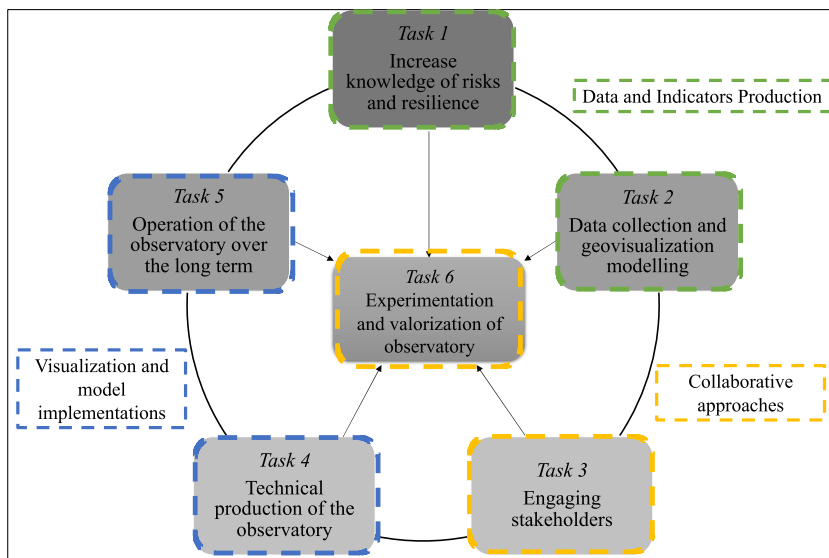 Task 1
Increase
knowledge of risks
and resilience
Data and Indicators Production
Task 5
Operation of the
observatory over
the long term
Task 2
Data collection and
geovisualization
modelling
Task 6
Experimentation
and valorization of
observatory
Visualization and
model
implementations
Collaborative
approaches
Task 4
Technical
production of the
observatory
Task 3
Engaging
stakeholders